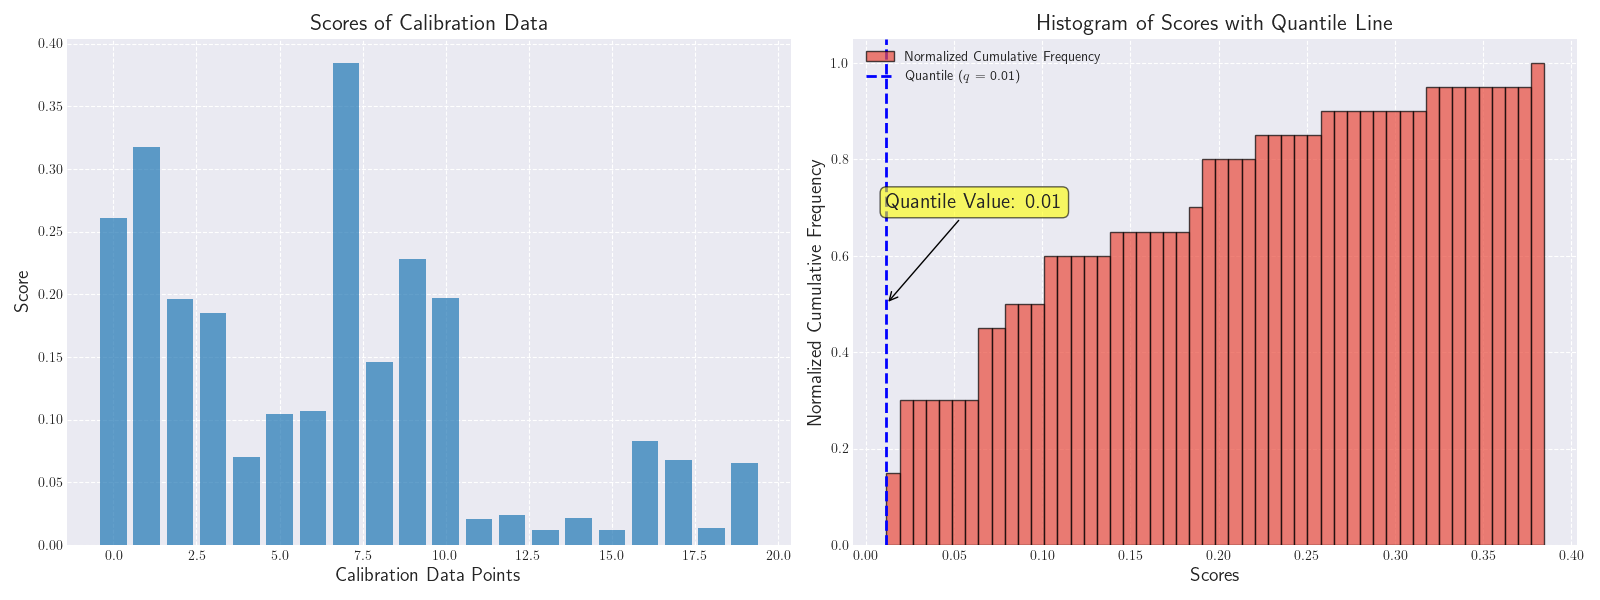 Scores of Calibration Data
Score
0.40
0.35
0.30
0.25
0.20
0.15
0.10
0.05
0.00
0.0 2.5 5.0 7.5 10.0 12.5 15.0 17.5 20.0
Calibration Data Points
Histogram of Scores with Quantile Line
Normalized Cumulative Frequency
Quantile (q = 0.01)
Quantile Value: 0.01
Normalized Cumulative Frequency
1.0
0.8
0.6
0.4
0.2
0.0
0.00 0.05 0.10 0.15 0.20 0.25 0.30 0.35 0.40
Scores